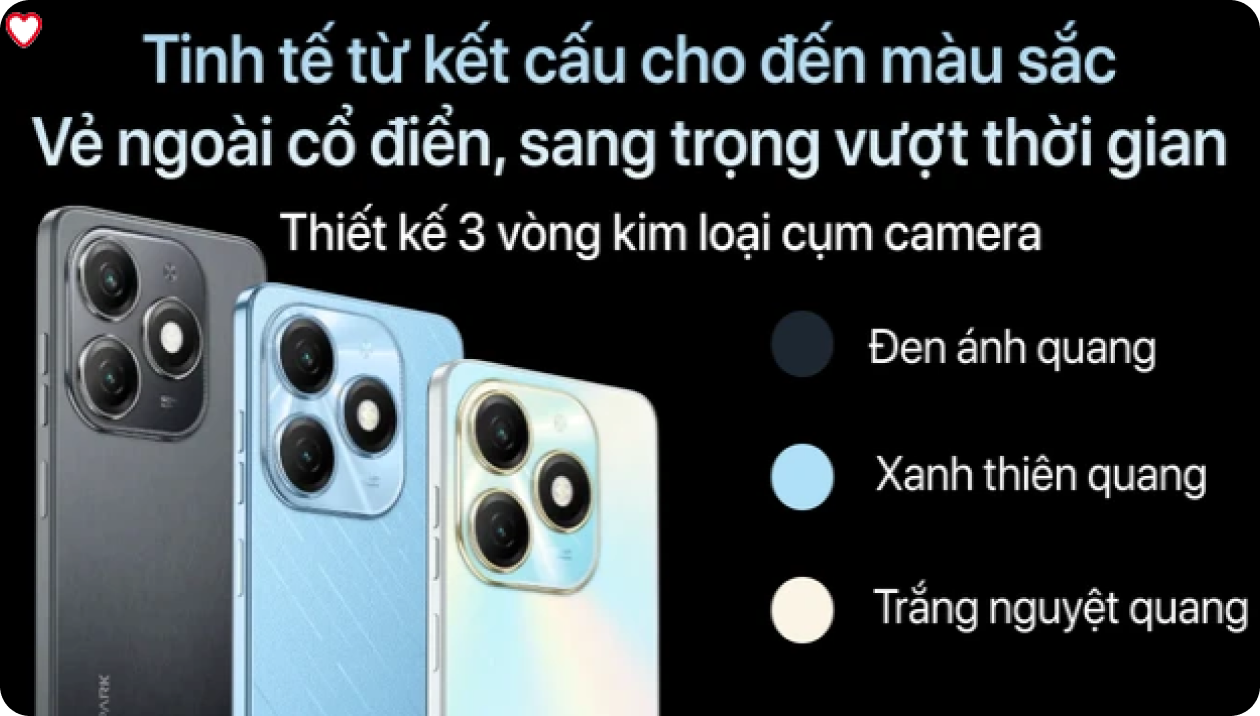 Tinh tế từ kết cấu cho đến màu sắc
Vẻ ngoài cổ điển, sang trọng vượt thời gian
Thiết kế 3 vòng kim loại cụm camera
Đen ánh quang
Xanh thiên quang
Trắng nguyệt quang